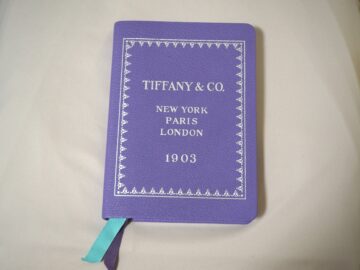 TIFFANY & CO.
NEW YORK
PARIS
LONDON
1903